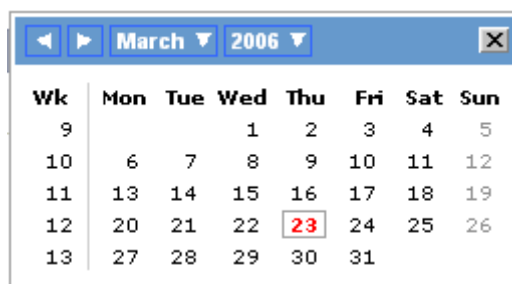 March 2006
Wk Mon Tue Wed Thu Fri Sat Sun
9 1 2 3 4 5
10 6 7 8 9 10 11 12
11 13 14 15 16 17 18 19
12 20 21 22 23 24 25 26
13 27 28 29 30 31